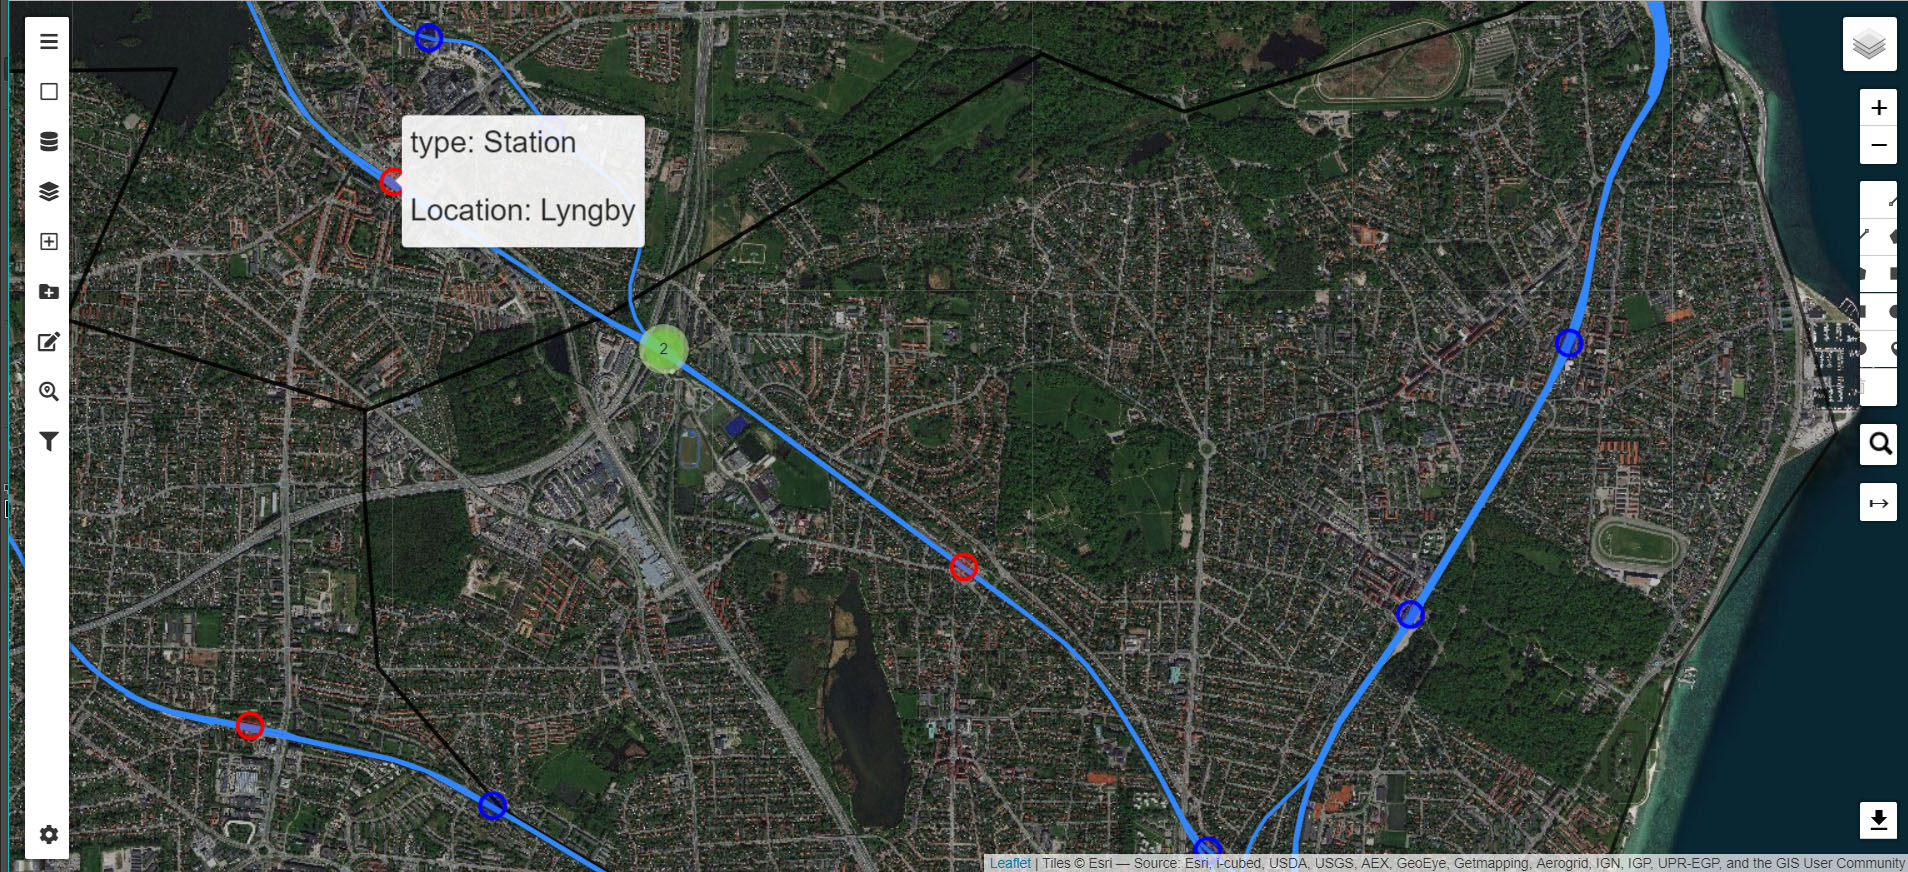 type: Station
Location: Lyngby
2
+
−
Leaflet | Tiles © Esri — Source: Esri, i-cubed, USDA, USGS, AEX, GeoEye, Getmapping, Aerogrid, IGN, IGP, UPR-EGP, and the GIS User Community